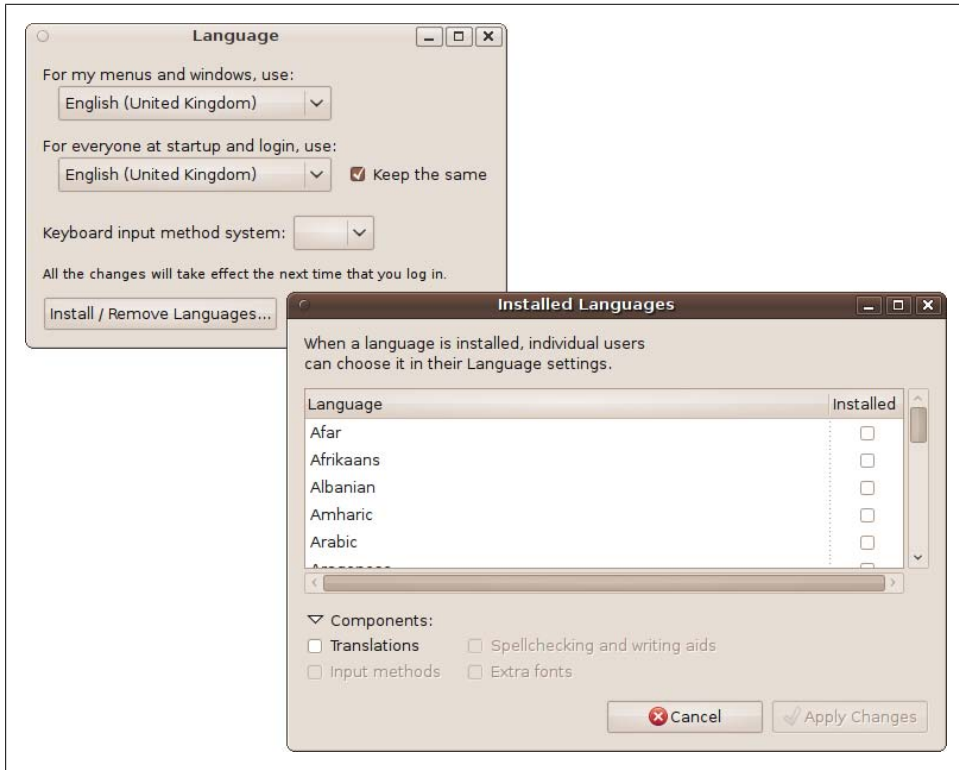 Language
For my menus and windows, use:
English (United Kingdom)
For everyone at startup and login, use:
English (United Kingdom)
Keep the same
Keyboard input method system:
All the changes will take effect the next time that you log in.
Install / Remove Languages...
Installed Languages
When a language is installed, individual users
can choose it in their Language settings.
Language Installed
Afar
Afrikaans
Albanian
Amharic
Arabic
Components:
Translations Spellchecking and writing aids
Input methods Extra fonts
Cancel Apply Changes